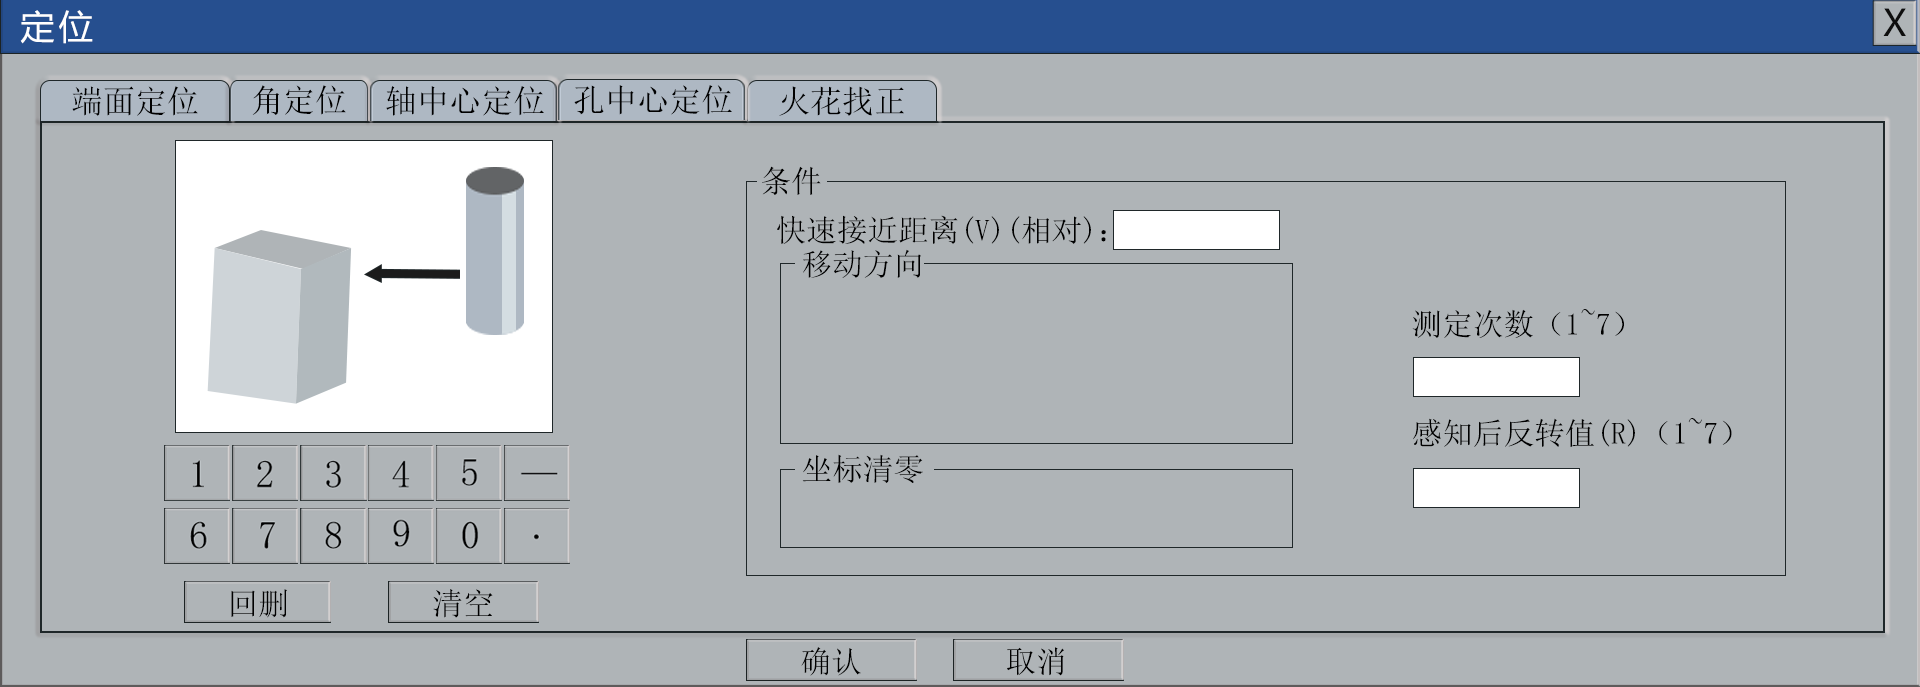 定位 X
端面定位 角定位 轴中心定位 孔中心定位 火花找正
条件
快速接近距离(V)(相对):
移动方向
测定次数（1~7）
感知后反转值(R)（1~7）
坐标清零
1 2 3 4 5 —
6 7 8 9 0 .
回删 清空
确认 取消